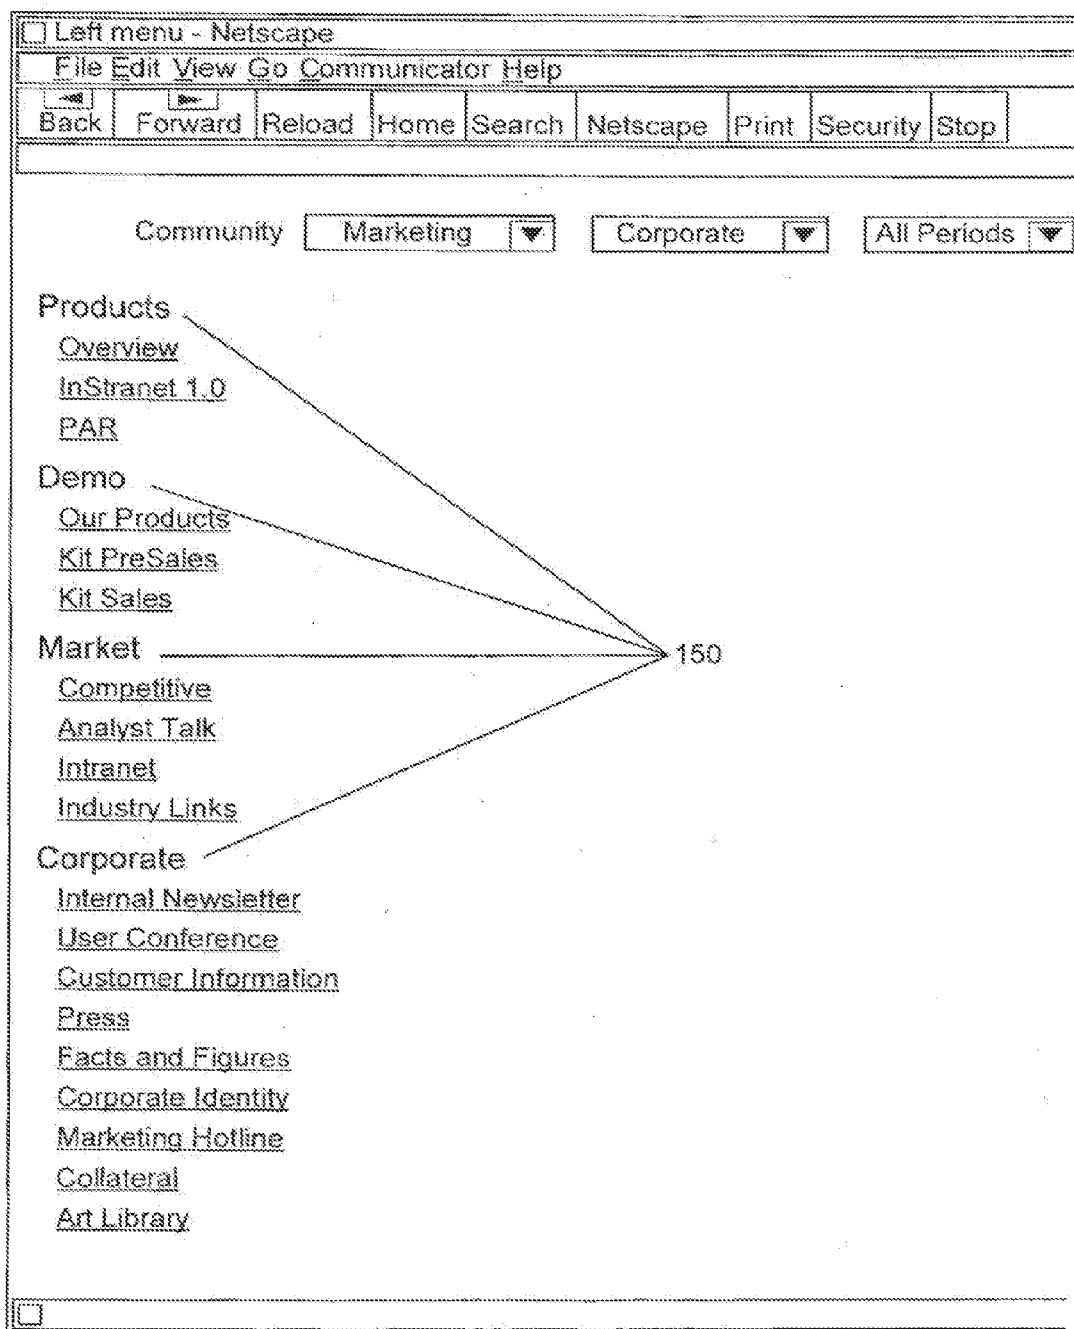 Left menu - Netscape
File Edit View Go Communicator Help
Back Forward Reload Home Search Netscape Print Security Stop
Community Marketing Corporate All Periods
Products
Overview
InStranet 1.0
PAR
Demo
Our Products
Kit PreSales
Kit Sales
Market
150
Competitive
Analyst Talk
Intranet
Industry Links
Corporate
Internal Newsletter
User Conference
Customer Information
Press
Facts and Figures
Corporate Identity
Marketing Hotline
Collateral
Art Library